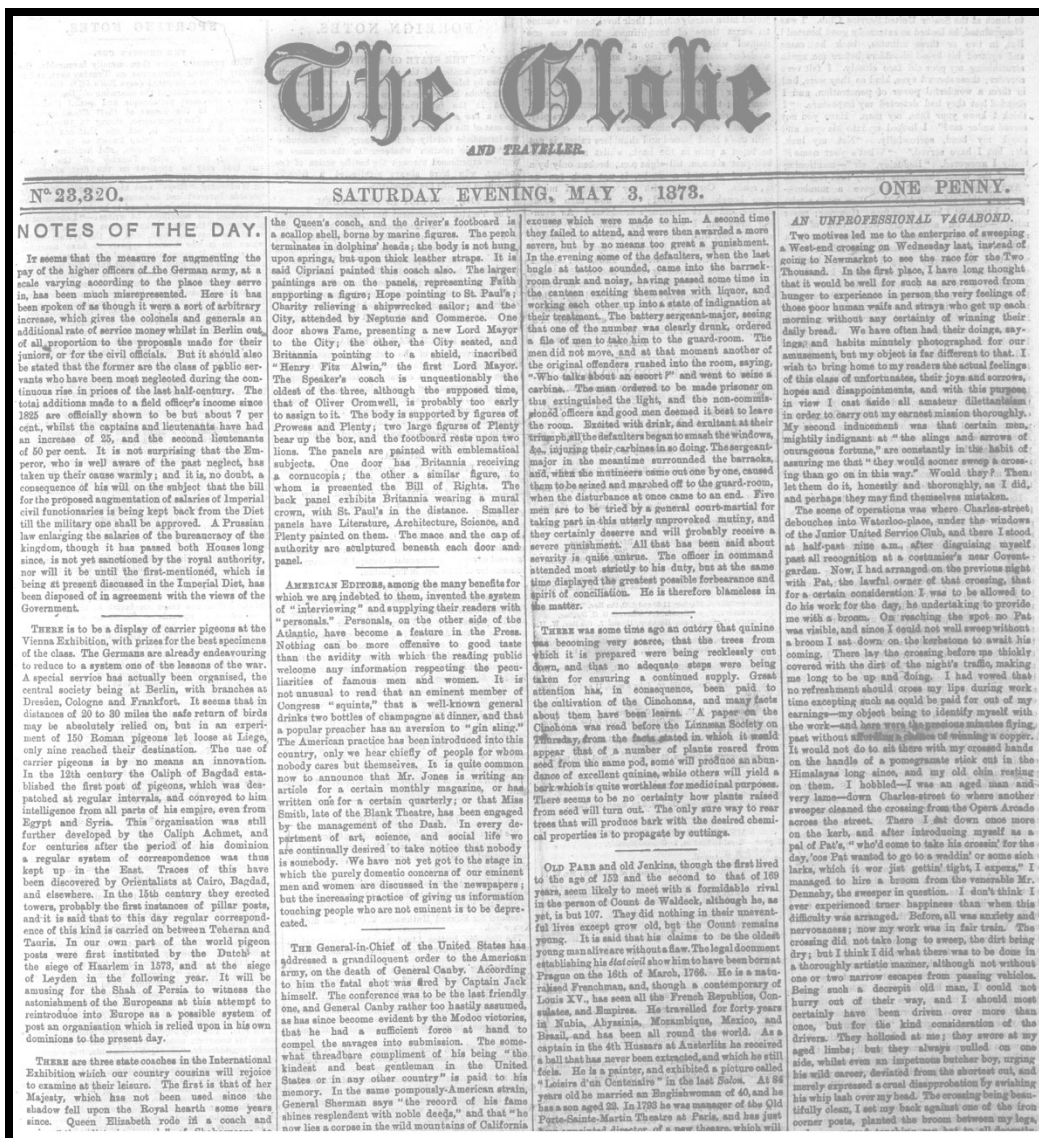 The Globe
AND TRAVELLER.
No. 23,320.
SATURDAY EVENING, MAY 3, 1873.
ONE PENNY.
NOTES OF THE DAY.
IT seems that the measure for augmenting the
pay of the higher officers of the German army, at a
scale varying according to the place they serve
in, has been much misrepresented. Here it has
been spoken of as though it were a sort of arbitrary
increase, which gives the colonels and generals an
additional rate of service money whilst in Berlin out
of all proportion to the proposals made for their
juniors, or for the civil officials. But it should also
be stated that the former are the class of public ser-
vants who have been most neglected during the con-
tinuous rise in prices of the last half-century. The
total additions made to a field officer's income since
1825 are officially shown to be but about 7 per
cent., whilst the captains and lieutenants have had
an increase of 25, and the second lieutenants
of 50 per cent. It is not surprising that the Em-
peror, who is well aware of the past neglect, has
taken up their cause warmly; and it is, no doubt, a
consequence of his will on the subject that the bill
for the proposed augmentation of salaries of Imperial
civil functionaries is being kept back from the Diet
till the military one shall be approved. A Prussian
law enlarging the salaries of the bureaucracy of the
kingdom, though it has passed both Houses long
since, is not yet sanctioned by the royal authority,
nor will it be until the first-mentioned, which is
being at present discussed in the Imperial Diet, has
been disposed of in agreement with the views of the
Government.
THERE is to be a display of carrier pigeons at the
Vienna Exhibition, with prizes for the best specimens
of the class. The Germans are already endeavouring
to reduce to a system one of the lessons of the war.
A special service has actually been organised, the
central society being at Berlin, with branches at
Dresden, Cologne and Frankfort. It seems that in
distances of 20 to 30 miles the safe return of birds
may be absolutely relied on, but in an experi-
ment of 150 Roman pigeons let loose at Liege,
only nine reached their destination. The use of
carrier pigeons is by no means an innovation.
In the 12th century the Caliph of Bagdad esta-
blished the first post of pigeons, which was des-
patched at regular intervals, and conveyed to him
intelligence from all parts of his empire, even from
Egypt and Syria. This organisation was still
further developed by the Caliph Achmet, and
for centuries after the period of his dominion
a regular system of correspondence was thus
kept up in the East. Traces of this have
been discovered by Orientalists at Cairo, Bagdad,
and elsewhere. In the 15th century they erected
towers, probably the first instances of pillar posts,
and it is said that to this day regular correspond-
ence of this kind is carried on between Teheran and
Tauris. In our own part of the world pigeon
posts were first instituted by the Dutch at
the siege of Haarlem in 1573, and at the siege
of Leyden in the following year. It will be
amusing for the Shah of Persia to witness the
astonishment of the Europeans at this attempt to
reintroduce into Europe as a possible system of
post an organisation which is relied upon in his own
dominions to the present day.
THERE are three state coaches in the International
Exhibition which our country cousins will rejoice
to examine at their leisure. The first is that of her
Majesty, which has not been used since the
shadow fell upon the Royal hearth some years
since. Queen Elizabeth rode in a coach and
the Queen's coach, and the driver's footboard is
a scallop shell, borne by marine figures. The perch
terminates in dolphins' heads; the body is not hung
upon springs, but upon thick leather straps. It is
said Cipriani painted this coach also. The larger
paintings are on the panels, representing Faith
supporting a figure; Hope pointing to St. Paul's;
Charity relieving a shipwrecked sailor; and the
City, attended by Neptune and Commerce. One
door shows Fame, presenting a new Lord Mayor
to the City; the other, the City seated, and
Britannia pointing to a shield, inscribed
"Henry Fitz Alwin," the first Lord Mayor.
The Speaker's coach is unquestionably the
oldest of the three, although the supposed time,
that of Oliver Cromwell, is probably too early
to assign to it. The body is supported by figures of
Prowess and Plenty; two large figures of Plenty
bear up the box, and the footboard rests upon two
lions. The panels are painted with emblematical
subjects. One door has Britannia receiving
a cornucopia; the other a similar figure, to
whom is presented the Bill of Rights. The
back panel exhibits Britannia wearing a mural
crown, with St. Paul's in the distance. Smaller
panels have Literature, Architecture, Science, and
Plenty painted on them. The mace and the cap of
authority are sculptured beneath each door and
panel.
AMERICAN EDITORS, among the many benefits for
which we are indebted to them, invented the system
of "interviewing" and supplying their readers with
"personals." Personals, on the other side of the
Atlantic, have become a feature in the Press.
Nothing can be more offensive to good taste
than the avidity with which the reading public
welcome any information respecting the pecu-
liarities of famous men and women. It is
not unusual to read that an eminent member of
Congress "squints," that a well-known general
drinks two bottles of champagne at dinner, and that
a popular preacher has an aversion to "gin sling."
The American practice has been introduced into this
country, only we hear chiefly of people for whom
nobody cares but themselves. It is quite common
now to announce that Mr. Jones is writing an
article for a certain monthly magazine, or has
written one for a certain quarterly; or that Miss
Smith, late of the Blank Theatre, has been engaged
by the management of the Dash. In every de-
partment of art, science, and social life we
are continually desired to take notice that nobody
is somebody. We have not yet got to the stage in
which the purely domestic concerns of our eminent
men and women are discussed in the newspapers;
but the increasing practice of giving us information
touching people who are not eminent is to be depre-
cated.
THE General-in-Chief of the United States has
addressed a grandiloquent order to the American
army, on the death of General Canby. According
to him the fatal shot was fired by Captain Jack
himself. The conference was to be the last friendly
one, and General Canby rather too hastily assumed,
as has since become evident by the Modoc victories,
that he had a sufficient force at hand to
compel the savages into submission. The some-
what threadbare compliment of his being "the
kindest and best gentleman in the United
States or in any other country" is paid to his
memory. In the same pompously-American strain,
General Sherman says "the record of his fame
shines resplendent with noble deeds," and that "he
now lies a corpse in the wild mountains of California
excuses which were made to him. A second time
they failed to attend, and were then awarded a more
severe, but by no means too great a punishment.
In the evening some of the defaulters, when the last
bugle at tattoo sounded, came into the barrack-
room drunk and noisy, having passed some time in
the canteen exciting themselves with liquor, and
working each other up into a state of indignation at
their treatment. The battery sergeant-major, seeing
that one of the number was clearly drunk, ordered
a file of men to take him to the guard-room. The
men did not move, and at that moment another of
the original offenders rushed into the room, saying,
"Who talks about an escort?" and went to seize a
carbine. The man ordered to be made prisoner on
this extinguished the light, and the non-commis-
sioned officers and good men deemed it best to leave
the room. Excited with drink, and exultant at their
triumph, all the defaulters began to smash the windows,
&c., injuring their carbines in so doing. The sergeant-
major in the meantime surrounded the barracks,
and, when the mutineers came out one by one, caused
them to be seized and marched off to the guard-room,
when the disturbance at once came to an end. Five
men are to be tried by a general court-martial for
taking part in this utterly unprovoked mutiny, and
they certainly deserve and will probably receive a
severe punishment. All that has been said about
severity is quite untrue. The officer in command
attended most strictly to his duty, but at the same
time displayed the greatest possible forbearance and
spirit of conciliation. He is therefore blameless in
the matter.
THERE was some time ago an outcry that quinine
was becoming very scarce, that the trees from
which it is prepared were being recklessly cut
down, and that no adequate steps were being
taken for ensuring a continued supply. Great
attention has, in consequence, been paid to
the cultivation of the Cinchonas, and many facts
about them have been learnt. A paper on the
Cinchona was read before the Linnæan Society on
Thursday, from the facts stated in which it would
appear that of a number of plants reared from
seed from the same pod, some will produce an abun-
dance of excellent quinine, while others will yield a
bark which is quite worthless for medicinal purposes.
There seems to be no certainty how plants raised
from seed will turn out. The only sure way to rear
trees that will produce bark with the desired chemi-
cal properties is to propagate by cuttings.
OLD PARR and old Jenkins, though the first lived
to the age of 152 and the second to that of 169
years, seem likely to meet with a formidable rival
in the person of Count de Waldeck, although he, as
yet, is but 107. They did nothing in their unevent-
ful lives except grow old, but the Count remains
young. It is said that his claims to be the oldest
young man alive are without a flaw. The legal document
establishing his état civil show him to have been born at
Prague on the 16th of March, 1766. He is a natu-
ralised Frenchman, and, though a contemporary of
Louis XV., has seen all the French Republics, Con-
sulates, and Empires. He travelled for forty years
in Nubia, Abyssinia, Mozambique, Mexico, and
Brasil, and has been all round the world. As a
captain in the 4th Hussars at Austerlitz he received
a ball that has never been extracted, and which he still
feels. He is a painter, and exhibited a picture called
"Loisirs d'un Centenaire" in the last Salon. At 84
years old he married an Englishwoman of 40, and he
has a son aged 22. In 1793 he was manager of the Old
Porte-Sainte-Martin Theatre at Paris, and has just
AN UNPROFESSIONAL VAGABOND.
Two motives led me to the enterprise of sweeping
a West-end crossing on Wednesday last, instead of
going to Newmarket to see the race for the Two
Thousand. In the first place, I have long thought
that it would be well for such as are removed from
hunger to experience in person the very feelings of
those poor human waifs and strays who get up each
morning without any certainty of winning their
daily bread. We have often had their doings, say-
ings, and habits minutely photographed for our
amusement, but my object is far different to that. I
wish to bring home to my readers the actual feelings
of this class of unfortunates, their joys and sorrows,
hopes and disappointments, and with this purpose
in view I cast aside all amateur dilettantism
in order to carry out my earnest mission thoroughly.
My second inducement was that certain men,
mightily indignant at "the slings and arrows of
outrageous fortune," are constantly in the habit of
assuring me that "they would sooner sweep a cross-
ing than go on in this way." Would they? Then
let them do it, honestly and thoroughly, as I did,
and perhaps they may find themselves mistaken.
The scene of operations was where Charles-street
debouches into Waterloo-place, under the windows
of the Junior United Service Club, and there I stood
at half-past nine a.m., after disguising myself
past all recognition at a costumier's near Covent-
garden. Now, I had arranged on the previous night
with Pat, the lawful owner of that crossing, that
for a certain consideration I was to be allowed to
do his work for the day, he undertaking to provide
me with a broom. On reaching the spot no Pat
was visible, and since I could not well sweep without
a broom I sat down on the kerbstone to await his
coming. There lay the crossing before me thickly
covered with the dirt of the night's traffic, making
me long to be up and doing. I had vowed that
no refreshment should cross my lips during work
time excepting such as could be paid for out of my
earnings—my object being to identify myself with
the work—and here were the precious minutes flying
past without affording a chance of winning a copper.
It would not do to sit there with my crossed hands
on the handle of a pomegranate stick cut in the
Himalayas long since, and my old chin resting
on them. I hobbled—I was an aged man and
very lame—down Charles-street to where another
sweeper cleaned the crossing from the Opera Arcade
across the street. There I sat down once more
on the kerb, and after introducing myself as a
pal of Pat's, "who'd come to take his crossin' for the
day, 'cos Pat wanted to go to a weddin' or some sich
larks, which it wor jist gettin' tight, I expexs," I
managed to hire a broom from the venerable Mr.
Dennehy, the sweeper in question. I don't think I
ever experienced truer happiness than when this
difficulty was arranged. Before, all was anxiety and
nervousness; now my work was in fair train. The
crossing did not take long to sweep, the dirt being
dry; but I think I did what there was to be done in
a thoroughly artistic manner, although not without
one or two narrow escapes from passing vehicles.
Being such a decrepit old man, I could not
hurry out of their way, and I should most
certainly have been driven over more than
once, but for the kind consideration of the
drivers. They holloaed at me; they swore at my
aged limbs; but they always pulled on one
side, whilst even an impetuous butcher boy, urging
his wild career, deviated from the shortest cut, and
merely expressed a cruel disapprobation by swishing
his whip lash over my head. The crossing being beau-
tifully clean, I set my back against one of the iron
corner posts, planted the broom between my legs,